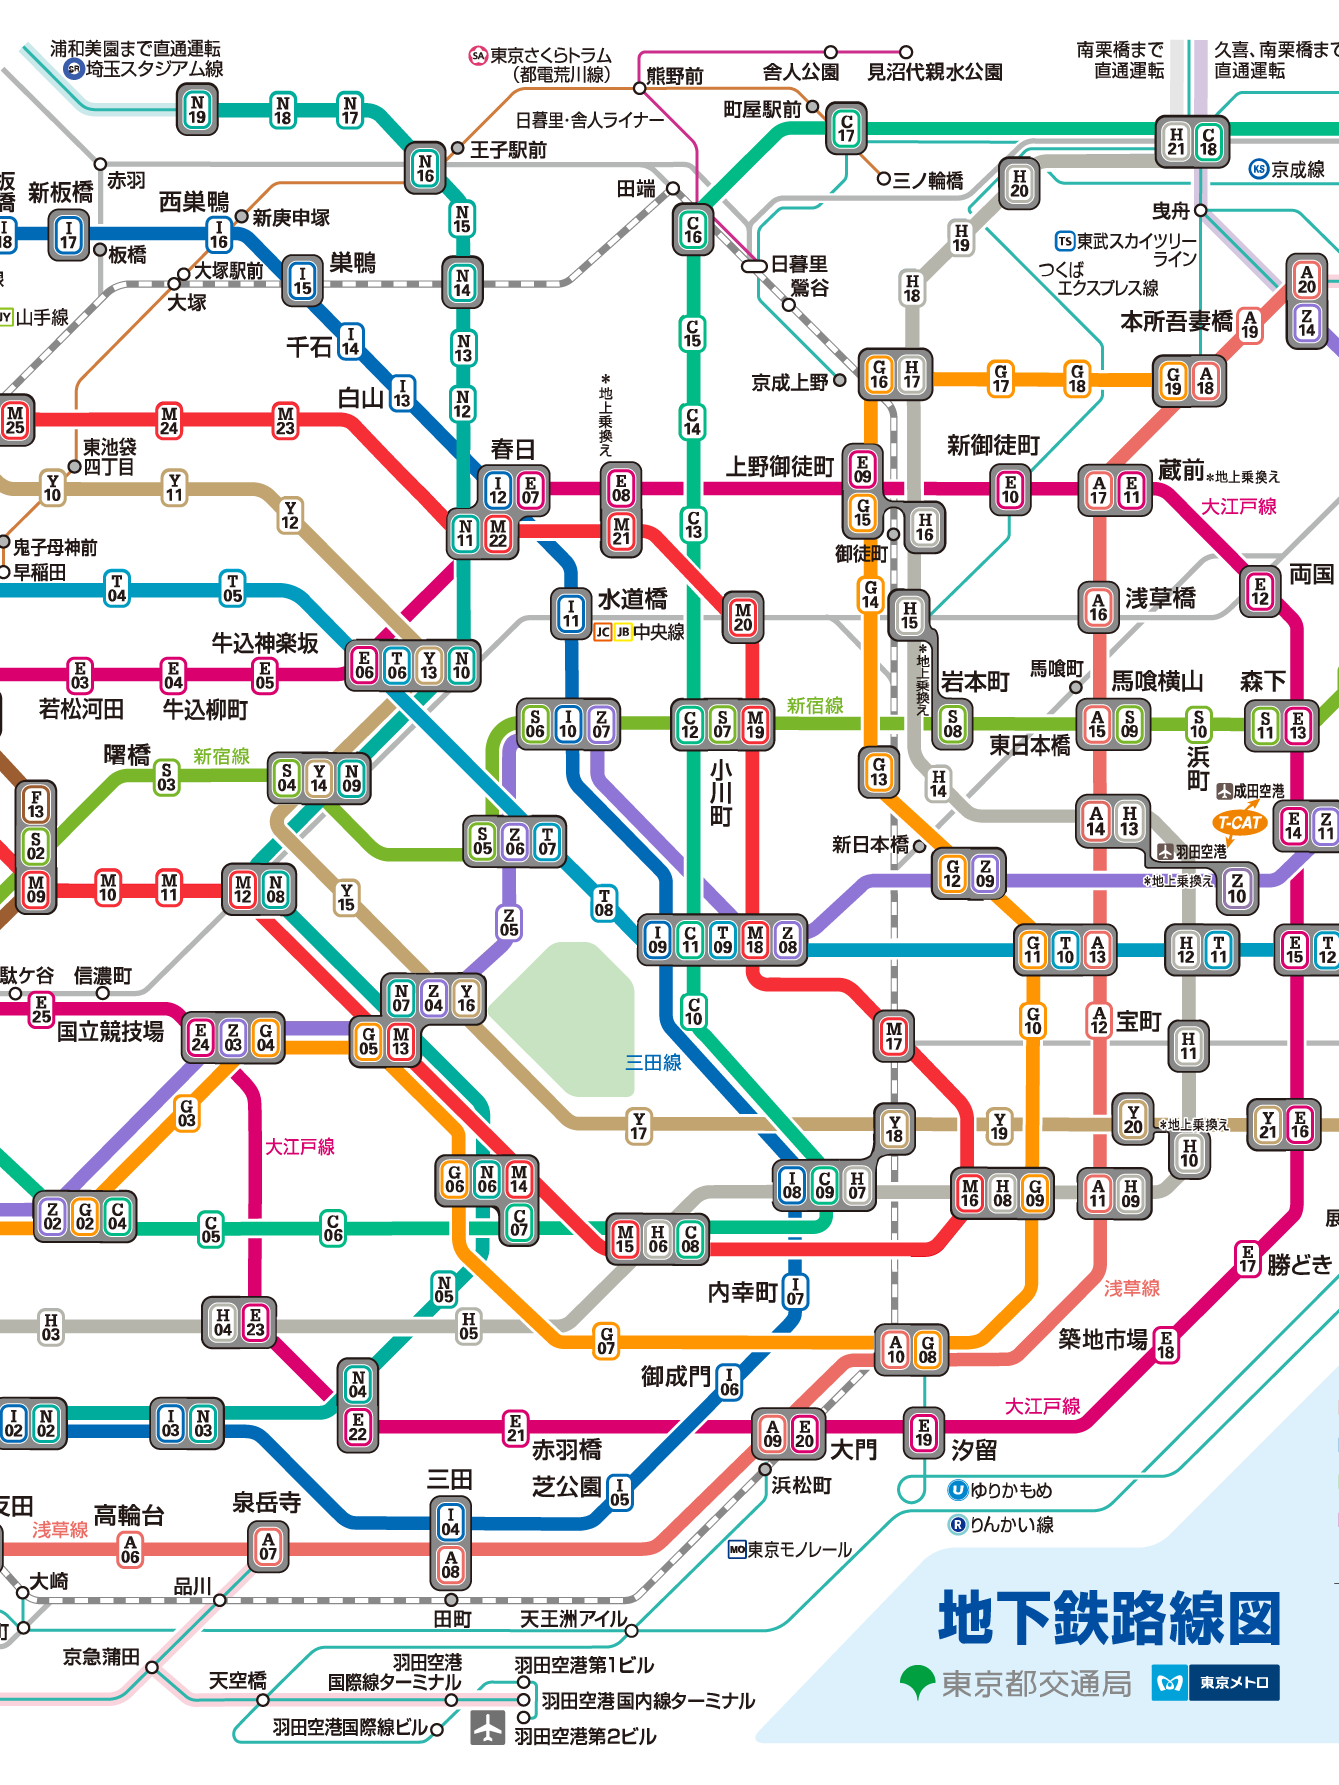 浦和美園まで直通運転
SR 埼玉スタジアム線
SA 東京さくらトラム
(都電荒川線)
熊野前
舎人公園
見沼代親水公園
南栗橋まで
直通運転
久喜、南栗橋まで
直通運転
N 19
N 18
N 17
日暮里・舎人ライナー
町屋駅前
C 17
H 21
C 18
赤羽
N 16
王子駅前
田端
三ノ輪橋
H 20
KS 京成線
板橋
新板橋
西巣鴨
新庚申塚
I 18
I 17
I 16
N 15
C 16
H 19
曳舟
TS 東武スカイツリー
ライン
板橋
大塚駅前
大塚
I 15
巣鴨
N 14
日暮里
鶯谷
H 18
つくば
エクスプレス線
A 20
Z 14
JY 山手線
千石
I 14
N 13
C 15
本所吾妻橋
A 19
白山
I 13
N 12
*地上乗換え
京成上野
G 16
H 17
G 17
G 18
G 19
A 18
M 25
M 24
M 23
C 14
東池袋
四丁目
春日
上野御徒町
新御徒町
蔵前
*地上乗換え
Y 10
Y 11
Y 12
I 12
E 07
E 08
E 09
E 10
A 17
E 11
大江戸線
N 11
M 22
M 21
C 13
G 15
H 16
御徒町
鬼子母神前
早稲田
T 04
T 05
I 11
水道橋
JC JB 中央線
M 20
G 14
H 15
A 16
浅草橋
E 12
両国
牛込神楽坂
E 06
T 06
Y 13
N 10
*地上乗換え
馬喰町
E 03
E 04
E 05
若松河田
牛込柳町
岩本町
馬喰横山
森下
S 06
I 10
Z 07
C 12
S 07
M 19
新宿線
S 08
A 15
S 09
S 10
S 11
E 13
東日本橋
浜町
曙橋
S 03
新宿線
S 04
Y 14
N 09
小川町
G 13
H 14
成田空港
T-CAT
羽田空港
F 13
S 02
M 09
S 05
Z 06
T 07
新日本橋
A 14
H 13
E 14
Z 11
M 10
M 11
M 12
N 08
Y 15
T 08
Z 05
G 12
Z 09
*地上乗換え
Z 10
I 09
C 11
T 09
M 18
Z 08
G 11
T 10
A 13
H 12
T 11
E 15
T 12
駄ケ谷
信濃町
E 25
国立競技場
N 07
Z 04
Y 16
E 24
Z 03
G 04
G 05
M 13
C 10
M 17
G 10
A 12
宝町
H 11
三田線
G 03
大江戸線
Y 17
Y 18
Y 19
Y 20
*地上乗換え
Y 21
E 16
H 10
G 06
N 06
M 14
C 07
I 08
C 09
H 07
M 16
H 08
G 09
A 11
H 09
Z 02
G 02
C 04
C 05
C 06
M 15
H 06
C 08
E 17
勝どき
N 05
内幸町
I 07
浅草線
H 03
H 04
E 23
H 05
G 07
A 10
G 08
築地市場
E 18
N 04
E 22
御成門
I 06
大江戸線
I 02
N 02
I 03
N 03
E 21
赤羽橋
A 09
E 20
大門
E 19
汐留
三田
芝公園
I 05
浜松町
U ゆりかもめ
R りんかい線
高輪台
泉岳寺
浅草線
A 06
A 07
I 04
A 08
MO 東京モノレール
大崎
品川
田町
天王洲アイル
京急蒲田
天空橋
羽田空港
国際線ターミナル
羽田空港第1ビル
羽田空港国内線ターミナル
羽田空港国際線ビル
羽田空港第2ビル
地下鉄路線図
東京都交通局
東京メトロ